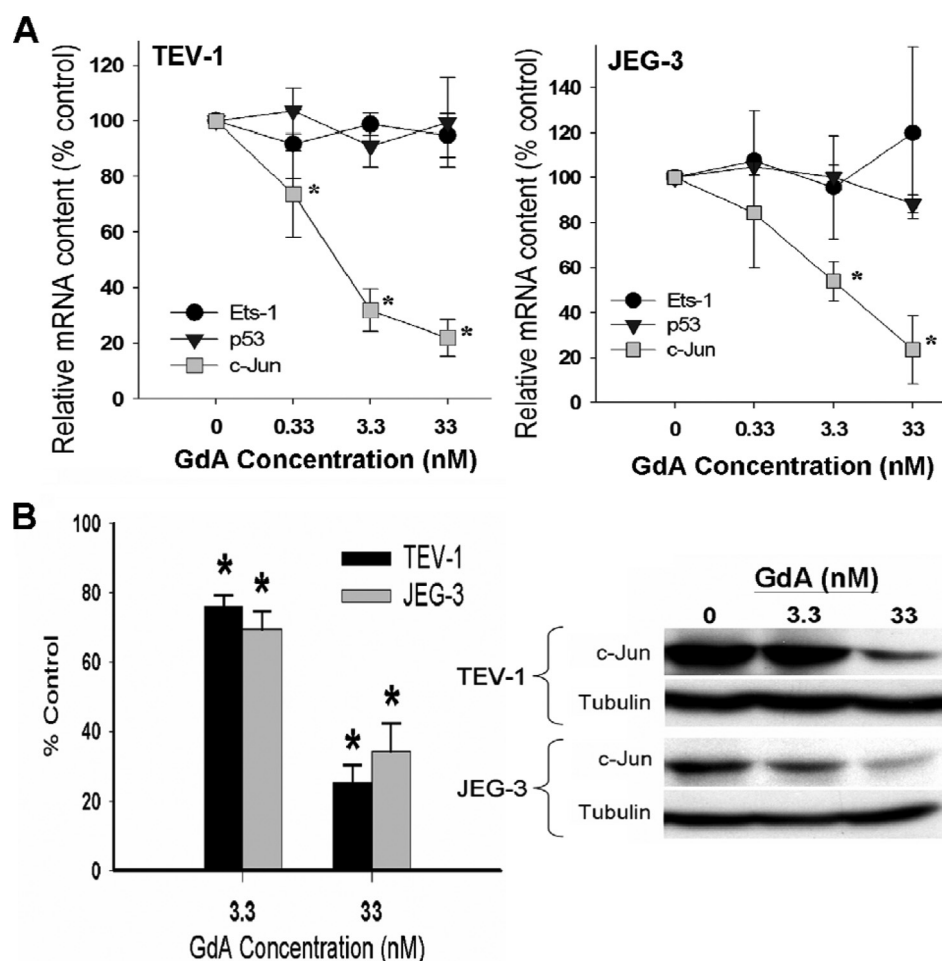 A
TEV-1
Relative mRNA content (% control)
120
100
80
60
40
20
0
*
*
*
Ets-1
p53
c-Jun
0 0.33 3.3 33
GdA Concentration (nM)
JEG-3
Relative mRNA content (% control)
140
120
100
80
60
40
20
0
*
*
Ets-1
p53
c-Jun
0 0.33 3.3 33
GdA Concentration (nM)
B
% Control
100
80
60
40
20
0
* *
* *
TEV-1
JEG-3
3.3 33
GdA Concentration (nM)
GdA (nM)
0 3.3 33
TEV-1
c-Jun
Tubulin
JEG-3
c-Jun
Tubulin